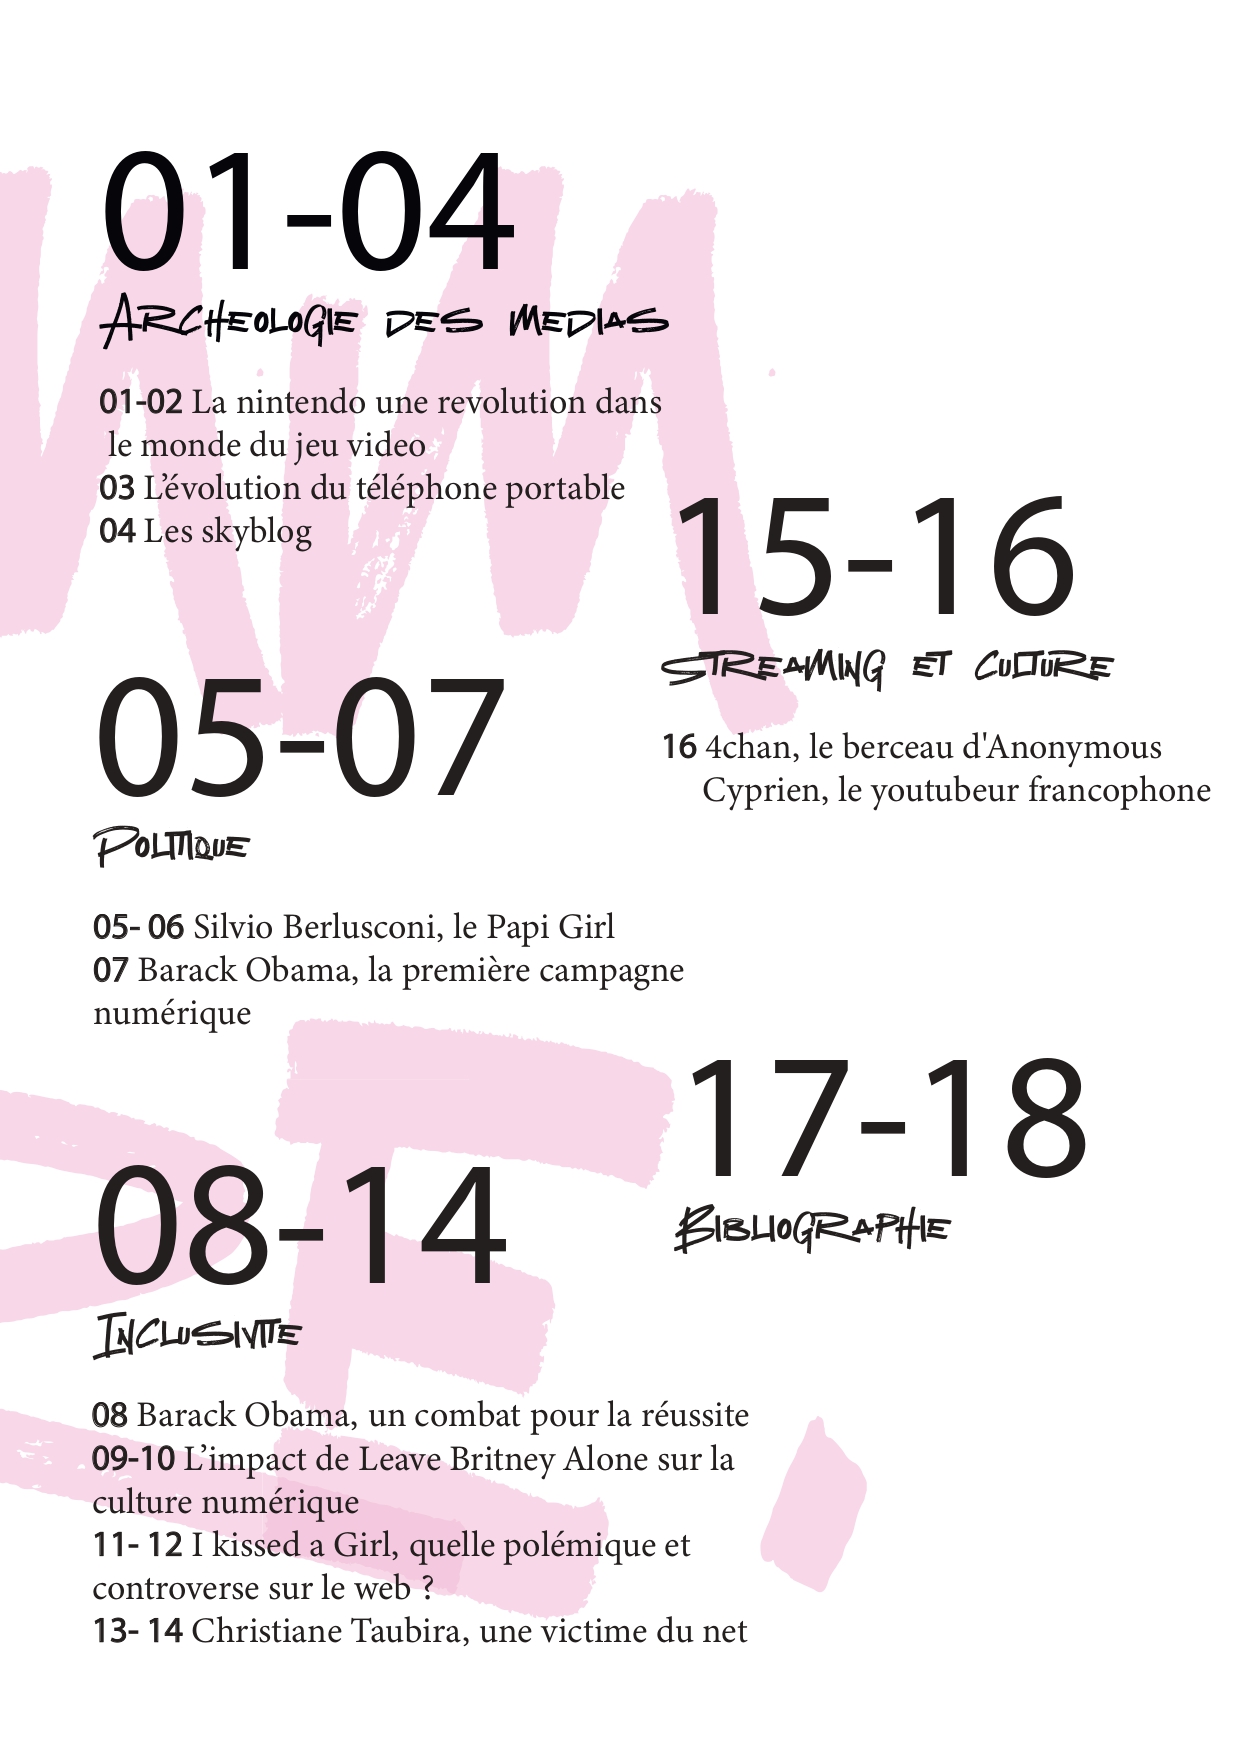 01-04
Archeologie des medias
01-02 La nintendo une revolution dans
le monde du jeu video
03 L’évolution du téléphone portable
04 Les skyblog
05-07
Politique
05- 06 Silvio Berlusconi, le Papi Girl
07 Barack Obama, la première campagne
numérique
08-14
Inclusivite
08 Barack Obama, un combat pour la réussite
09-10 L’impact de Leave Britney Alone sur la
culture numérique
11- 12 I kissed a Girl, quelle polémique et
controverse sur le web ?
13- 14 Christiane Taubira, une victime du net
15-16
Streaming et culture
16 4chan, le berceau d'Anonymous
Cyprien, le youtubeur francophone
17-18
Bibliographie